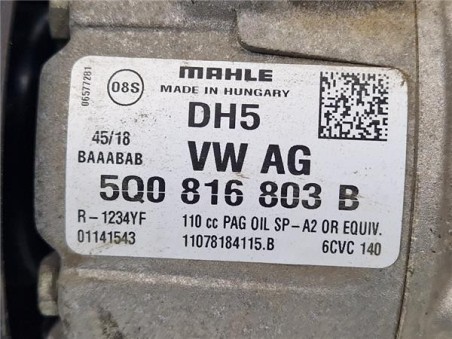 MAHLE
08S
MADE IN HUNGARY
06577281
DH5
45/18
BAAABAB
VW AG
5Q0 816 803 B
R-1234YF 110 cc PAG OIL SP-A2 OR EQUIV.
01141543 11078184115.B 6CVC 140